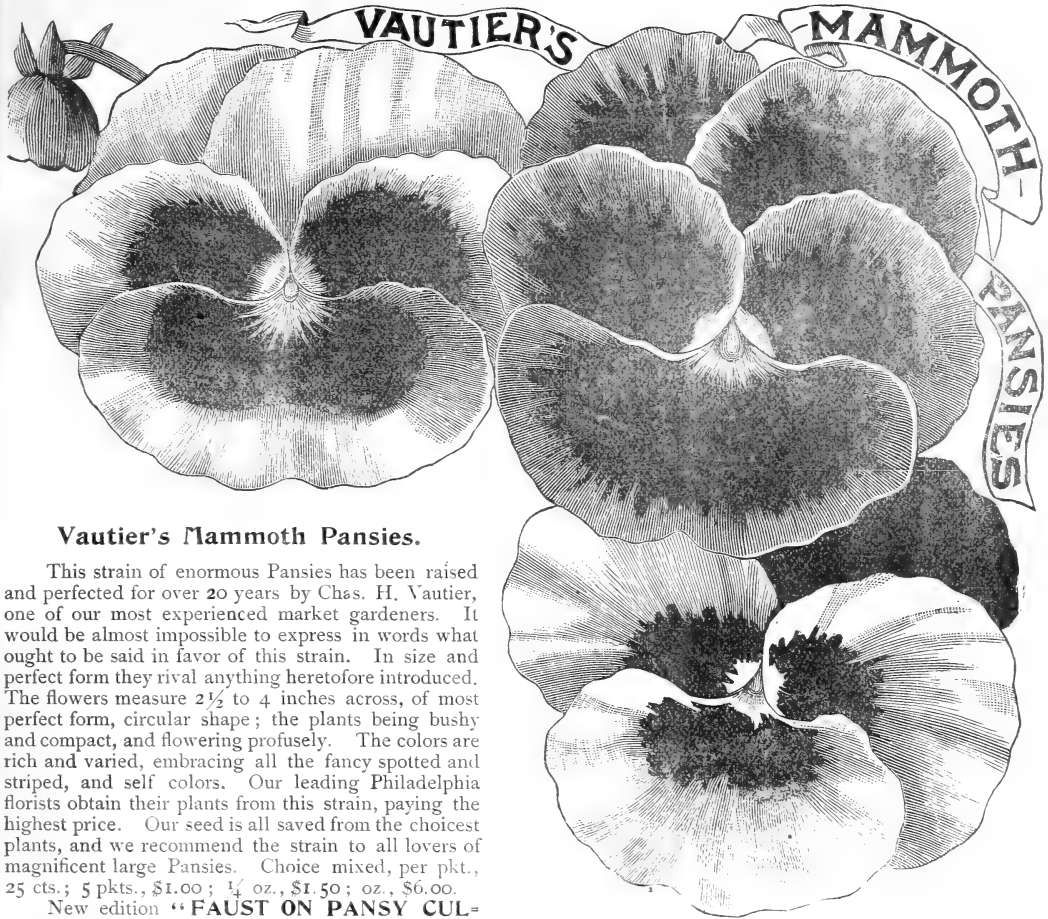 VAUTIER'S
MAMMOTH-
PANSIES
Vautier's Mammoth Pansies.
This strain of enormous Pansies has been raised
and perfected for over 20 years by Chas. H. Vautier,
one of our most experienced market gardeners. It
would be almost impossible to express in words what
ought to be said in favor of this strain. In size and
perfect form they rival anything heretofore introduced.
The flowers measure 2½ to 4 inches across, of most
perfect form, circular shape; the plants being bushy
and compact, and flowering profusely. The colors are
rich and varied, embracing all the fancy spotted and
striped, and self colors. Our leading Philadelphia
florists obtain their plants from this strain, paying the
highest price. Our seed is all saved from the choicest
plants, and we recommend the strain to all lovers of
magnificent large Pansies. Choice mixed, per pkt.,
25 cts.; 5 pkts., $1.00; ¼ oz., $1.50; oz., $6.00.
New edition "FAUST ON PANSY CUL=